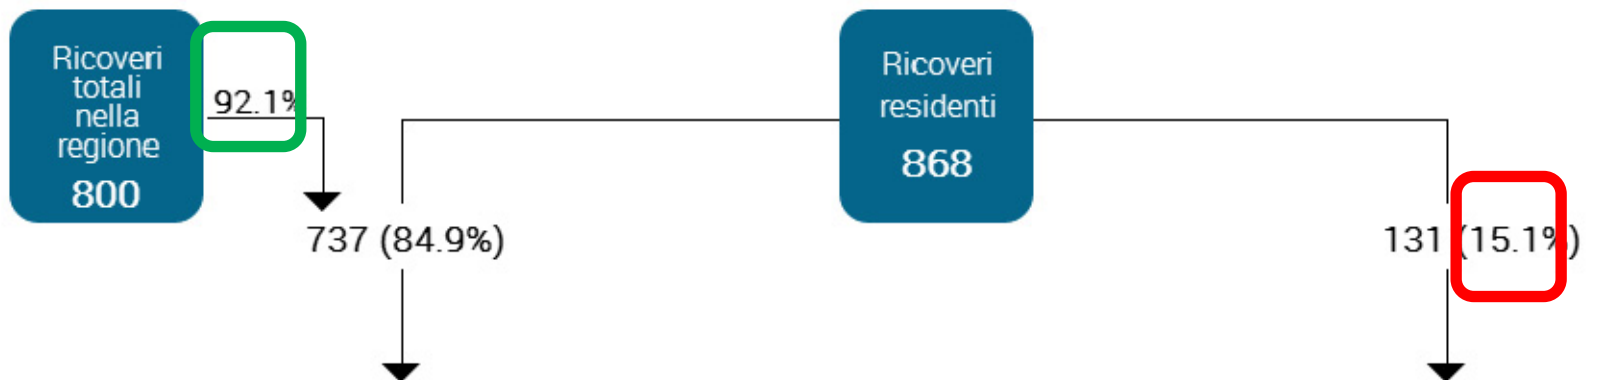 Ricoveri
totali
nella
regione
800
92.1%
Ricoveri
residenti
868
737 (84.9%)
131 (15.1%)